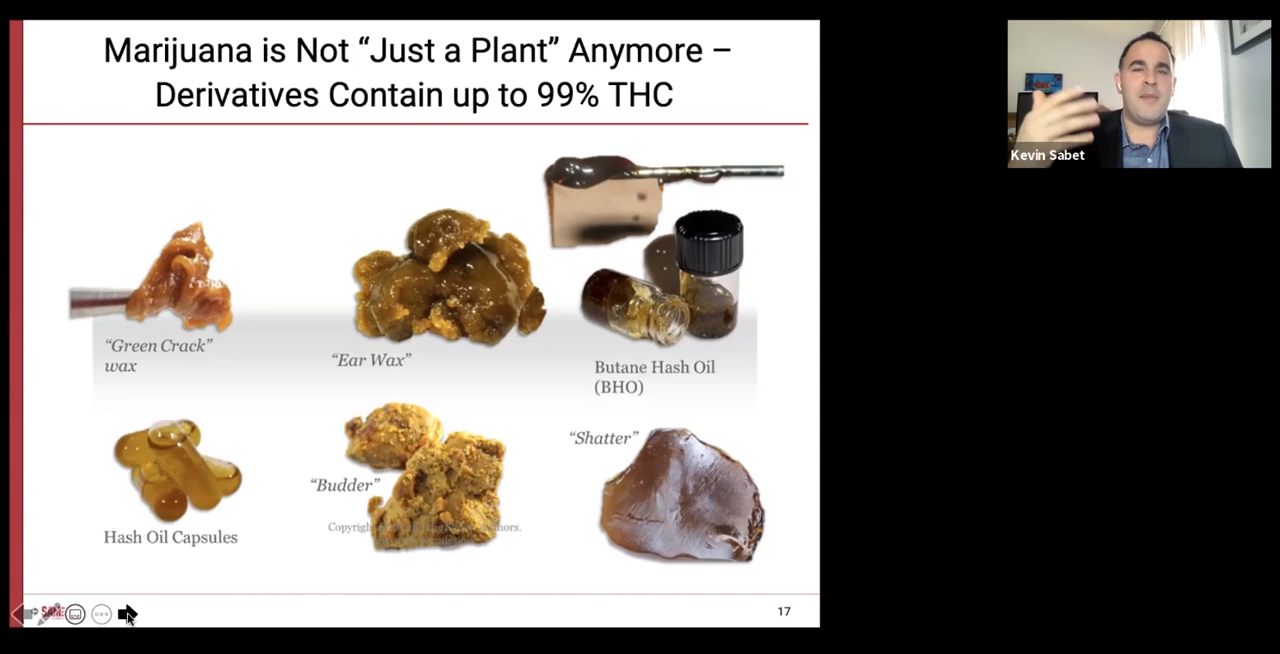 Marijuana is Not “Just a Plant” Anymore –
Derivatives Contain up to 99% THC
Kevin Sabet
“Green Crack”
wax
“Ear Wax”
Butane Hash Oil
(BHO)
Hash Oil Capsules
“Budder”
“Shatter”
17